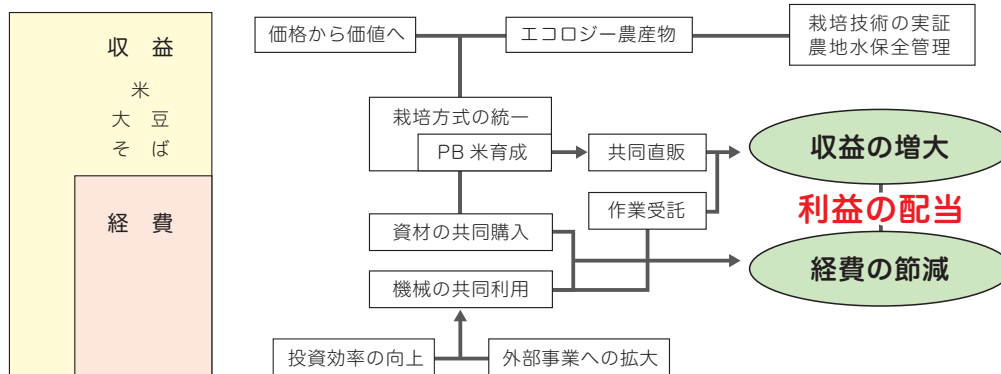 収 益
米
大 豆
そ ば
経 費
価格から価値へ
エコロジー農産物
栽培技術の実証
農地水保全管理
栽培方式の統一
PB 米育成
共同直販
収益の増大
作業受託
利益の配当
資材の共同購入
経費の節減
機械の共同利用
投資効率の向上
外部事業への拡大